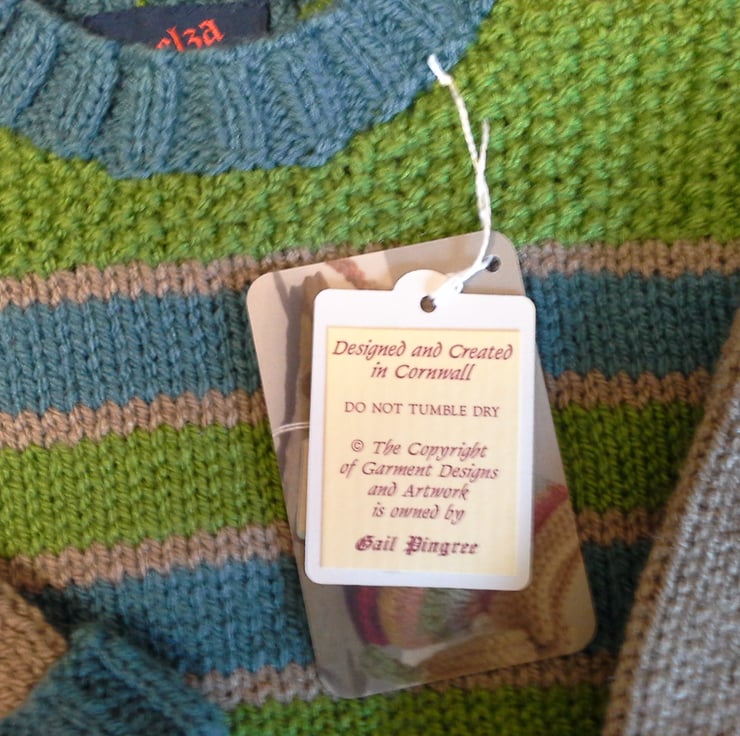 Designed and Created
in Cornwall
DO NOT TUMBLE DRY
© The Copyright
of Garment Designs
and Artwork
is owned by
Gail Pingree